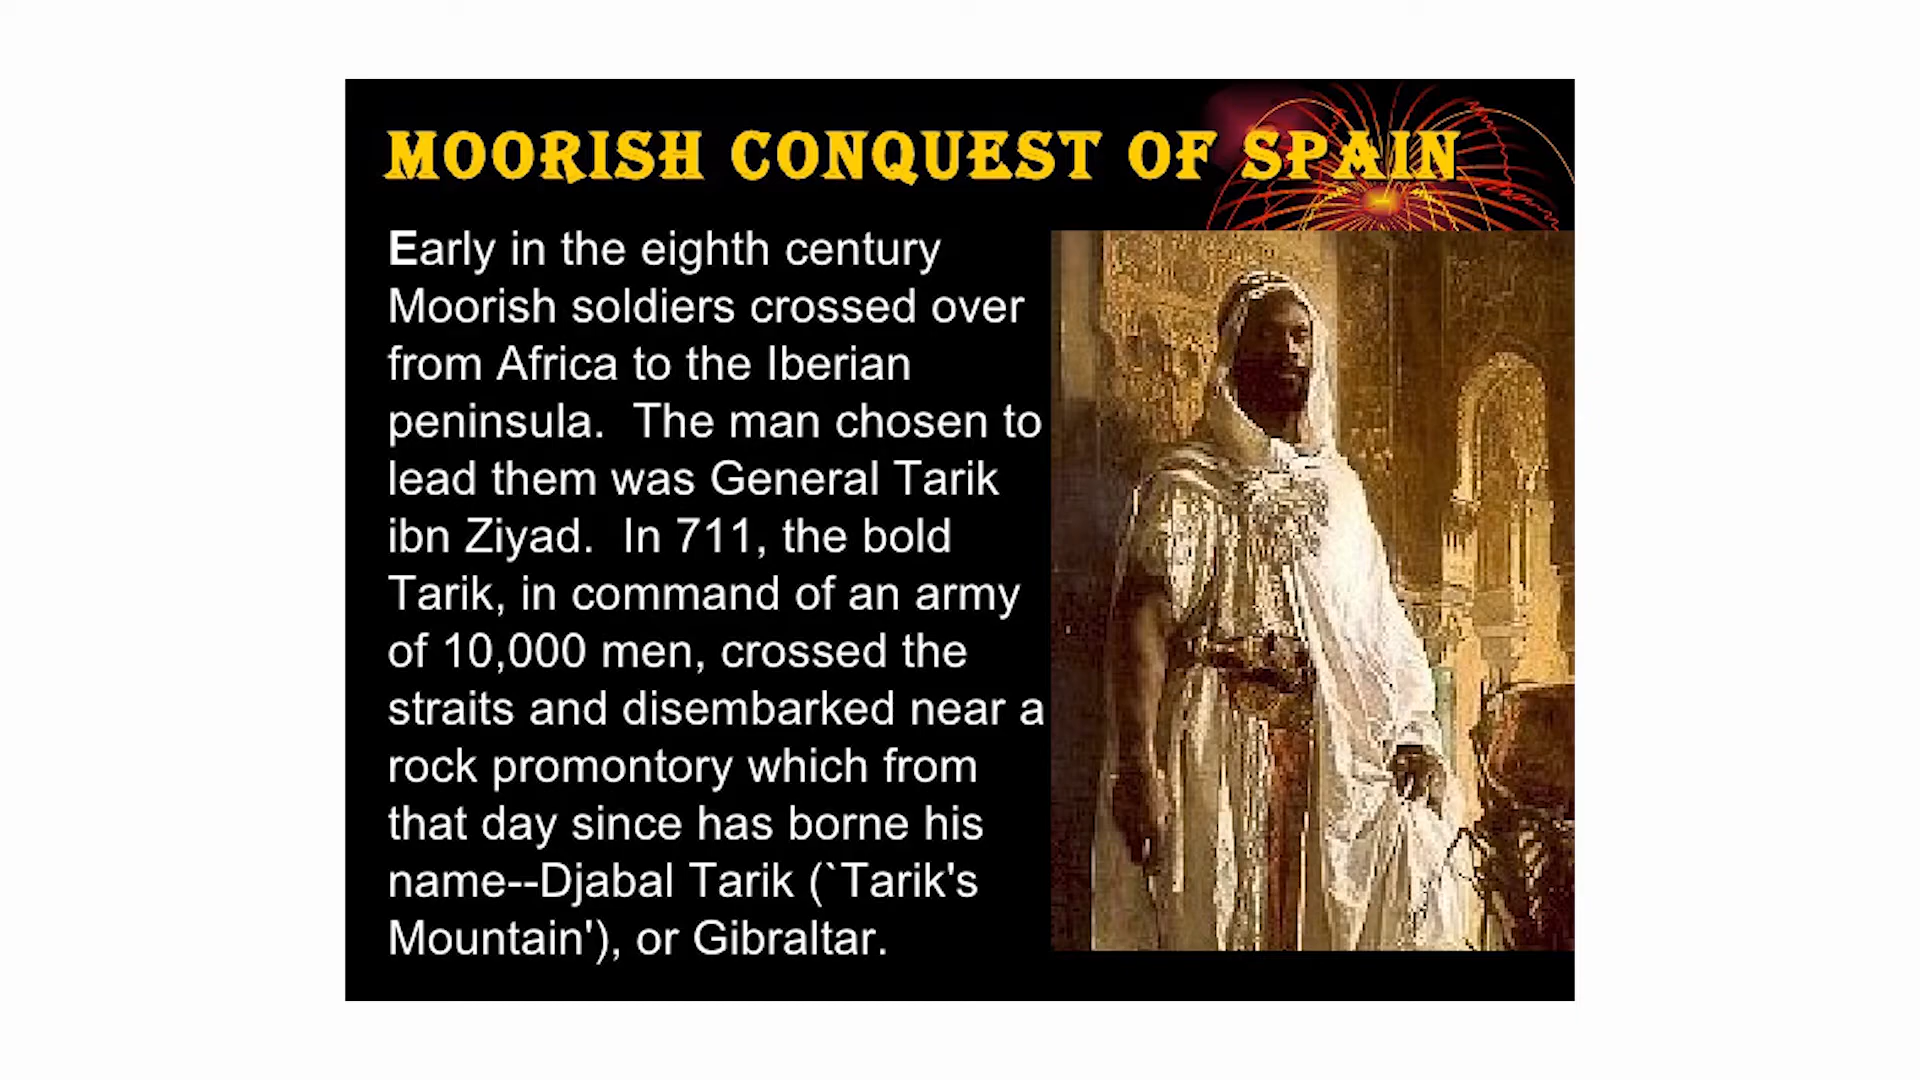 MOORISH CONQUEST OF SPAIN
Early in the eighth century
Moorish soldiers crossed over
from Africa to the Iberian
peninsula.  The man chosen to
lead them was General Tarik
ibn Ziyad.  In 711, the bold
Tarik, in command of an army
of 10,000 men, crossed the
straits and disembarked near a
rock promontory which from
that day since has borne his
name--Djabal Tarik (`Tarik's
Mountain'), or Gibraltar.